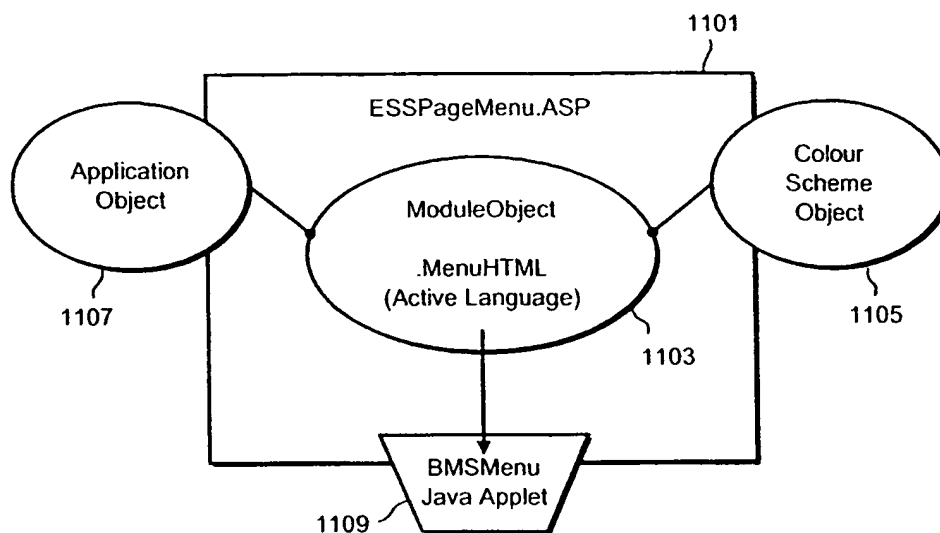 1101
ESSPageMenu.ASP
Application
Object
1107
ModuleObject
.MenuHTML
(Active Language)
1103
Colour
Scheme
Object
1105
BMSMenu
Java Applet
1109